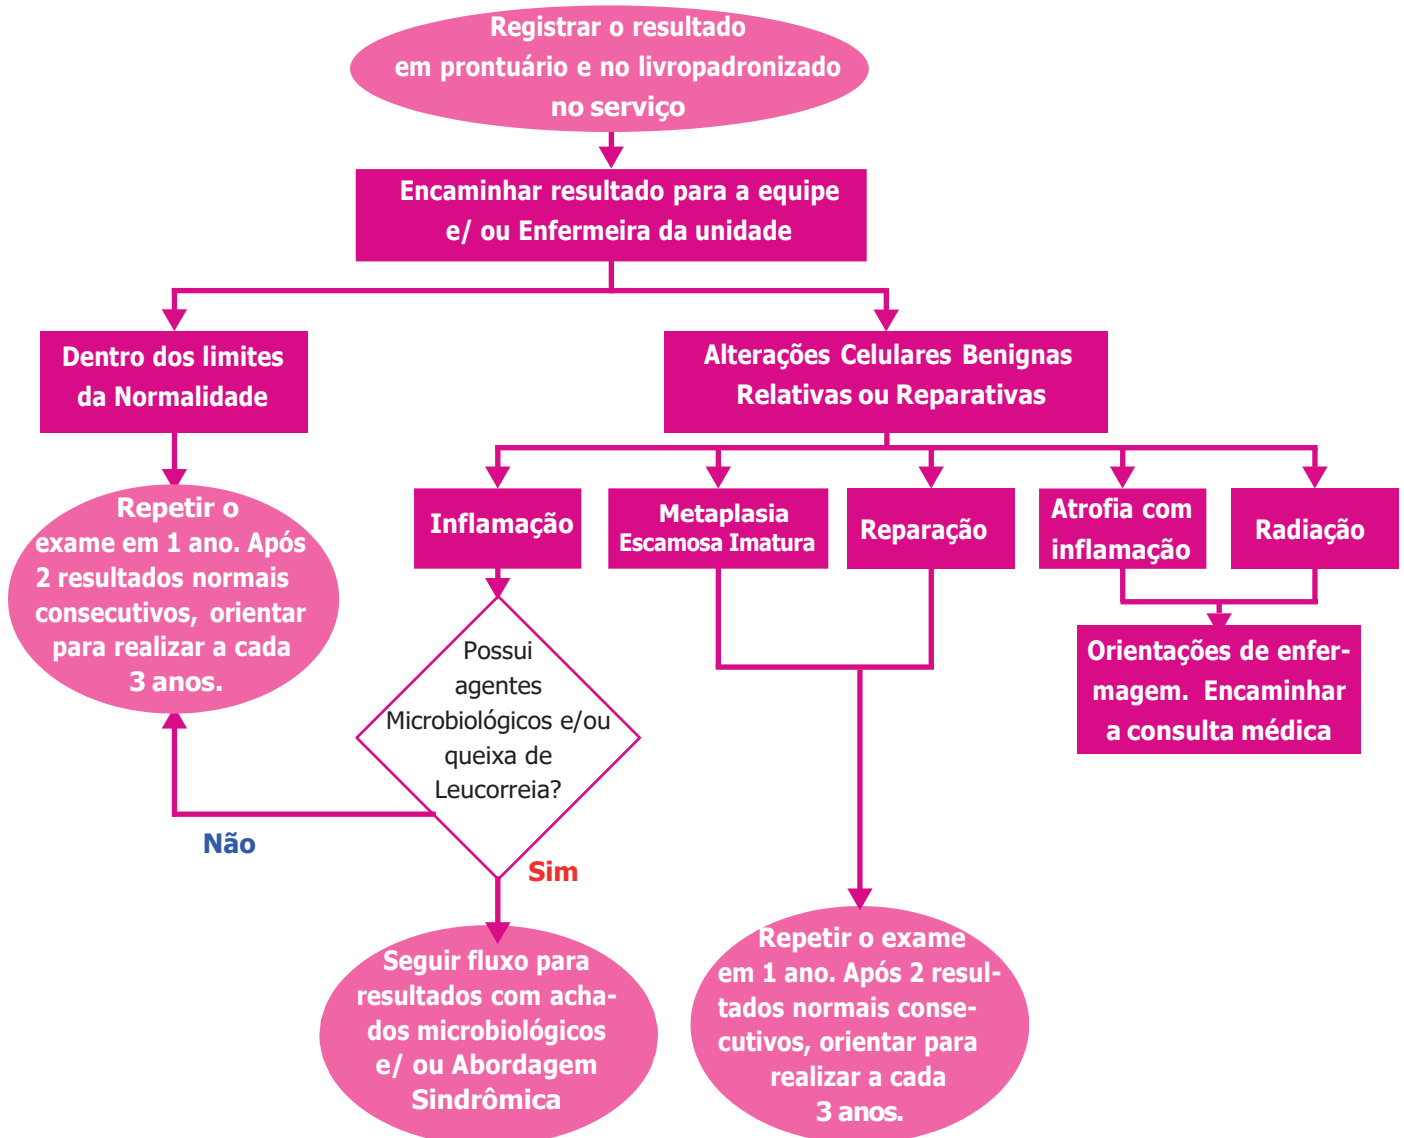 Registrar o resultado
em prontuário e no livropadronizado
no serviço
Encaminhar resultado para a equipe
e/ ou Enfermeira da unidade
Dentro dos limites
da Normalidade
Alterações Celulares Benignas
Relativas ou Reparativas
Repetir o
exame em 1 ano. Após
2 resultados normais
consecutivos, orientar
para realizar a cada
3 anos.
Inflamação
Metaplasia
Escamosa Imatura
Reparação
Atrofia com
inflamação
Radiação
Possui
agentes
Microbiológicos e/ou
queixa de
Leucorreia?
Orientações de enfer-
magem. Encaminhar
a consulta médica
Não
Sim
Seguir fluxo para
resultados com acha-
dos microbiológicos
e/ ou Abordagem
Sindrômica
Repetir o exame
em 1 ano. Após 2 resul-
tados normais conse-
cutivos, orientar para
realizar a cada
3 anos.